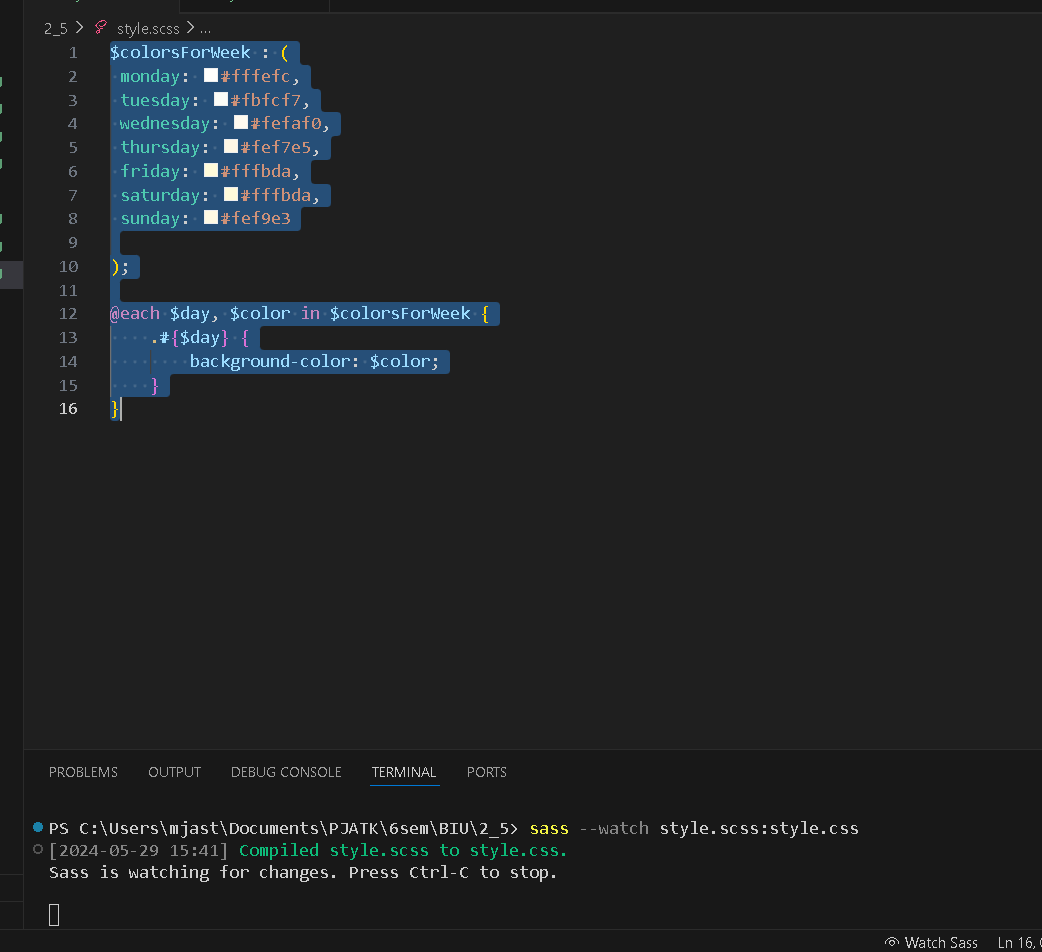 2_5 > style.scss > ...
1 $colorsForWeek : (
2 monday: #fffefc,
3 tuesday: #fbfcf7,
4 wednesday: #fefaf0,
5 thursday: #fef7e5,
6 friday: #fffbda,
7 saturday: #fffbda,
8 sunday: #fef9e3
9
10 );
11
12 @each $day, $color in $colorsForWeek {
13 .#{$day} {
14 background-color: $color;
15 }
16 }
PROBLEMS OUTPUT DEBUG CONSOLE TERMINAL PORTS
PS C:\Users\mjast\Documents\PJATK\6sem\BIU\2_5> sass --watch style.scss:style.css
[2024-05-29 15:41] Compiled style.scss to style.css.
Sass is watching for changes. Press Ctrl-C to stop.
Watch Sass Ln 16,